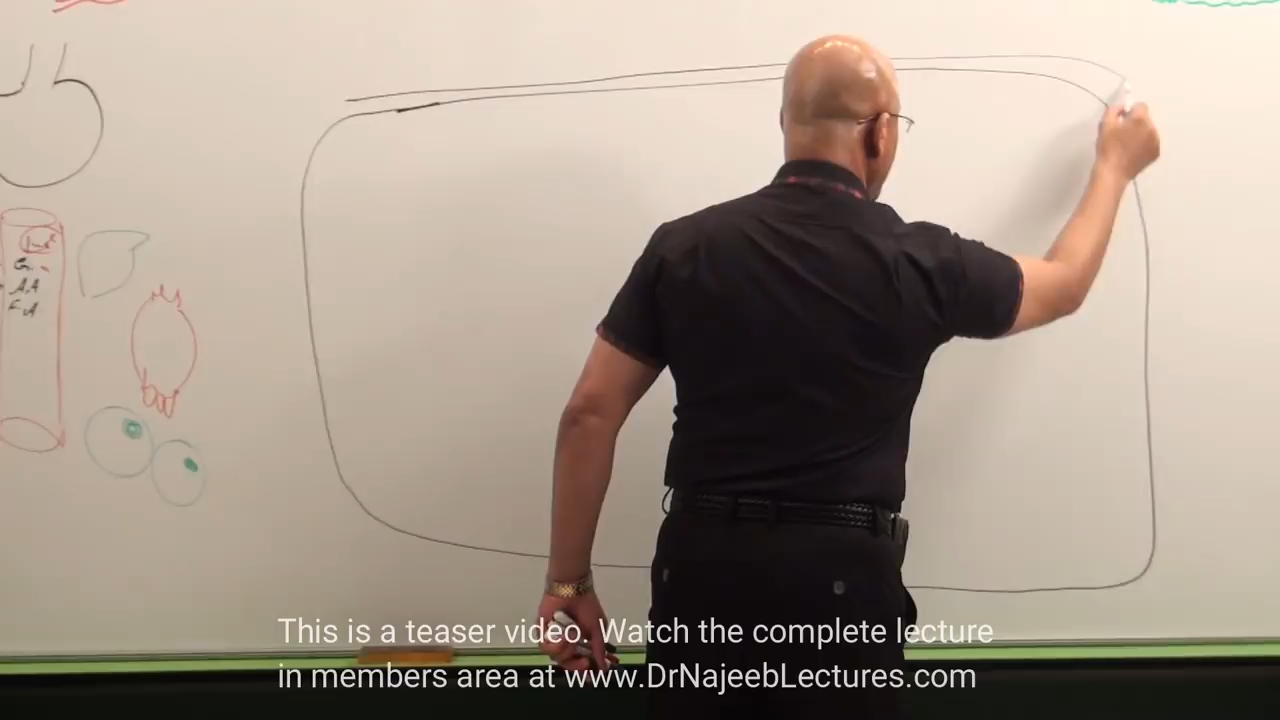 G
A.A
F.A
This is a teaser video. Watch the complete lecture
in members area at www.DrNajeebLectures.com